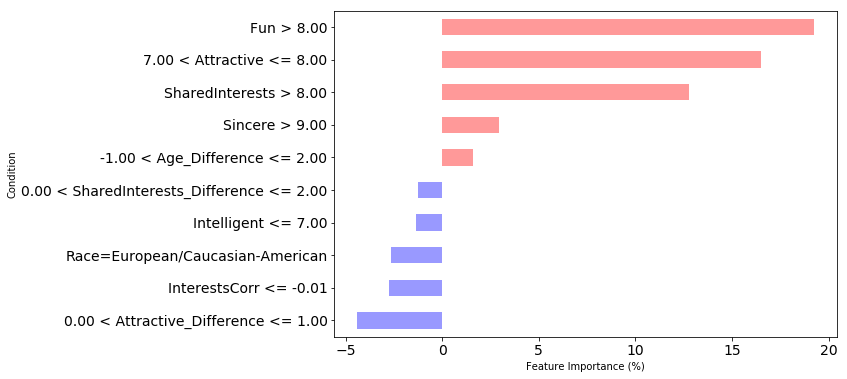 Fun > 8.00
7.00 < Attractive <= 8.00
SharedInterests > 8.00
Sincere > 9.00
-1.00 < Age_Difference <= 2.00
0.00 < SharedInterests_Difference <= 2.00
Intelligent <= 7.00
Race=European/Caucasian-American
InterestsCorr <= -0.01
0.00 < Attractive_Difference <= 1.00
Condition
−5 0 5 10 15 20
Feature Importance (%)